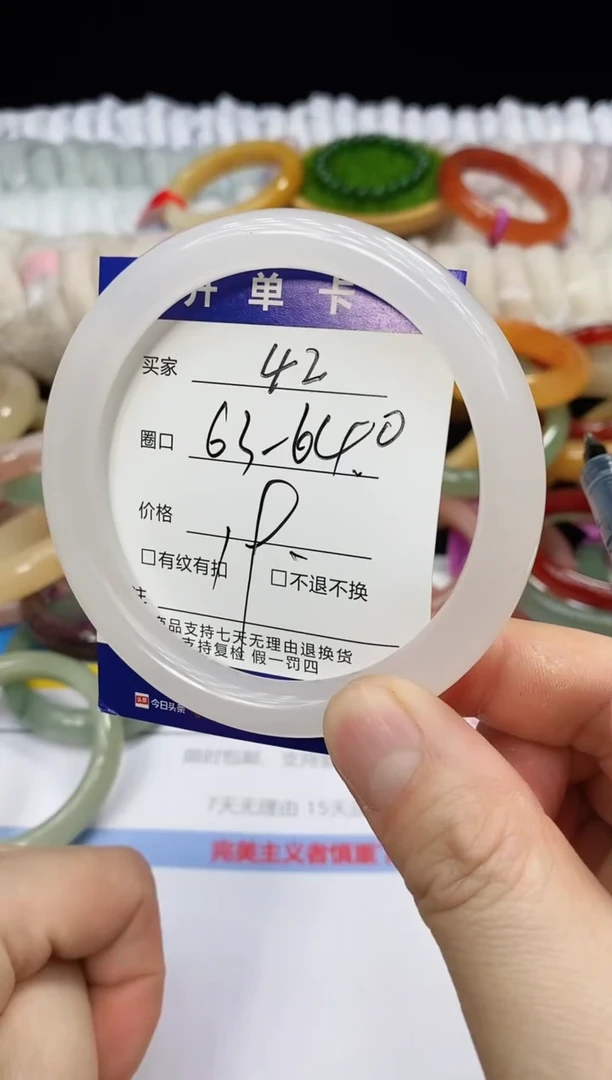 开单卡
买家 42
圈口 63-64.0
价格
□有纹有扣 □不退不换
商品支持七天无理由退换货
支持复检 假一罚四
头条 今日头条
7天无理由 15天
完美主义者慎重